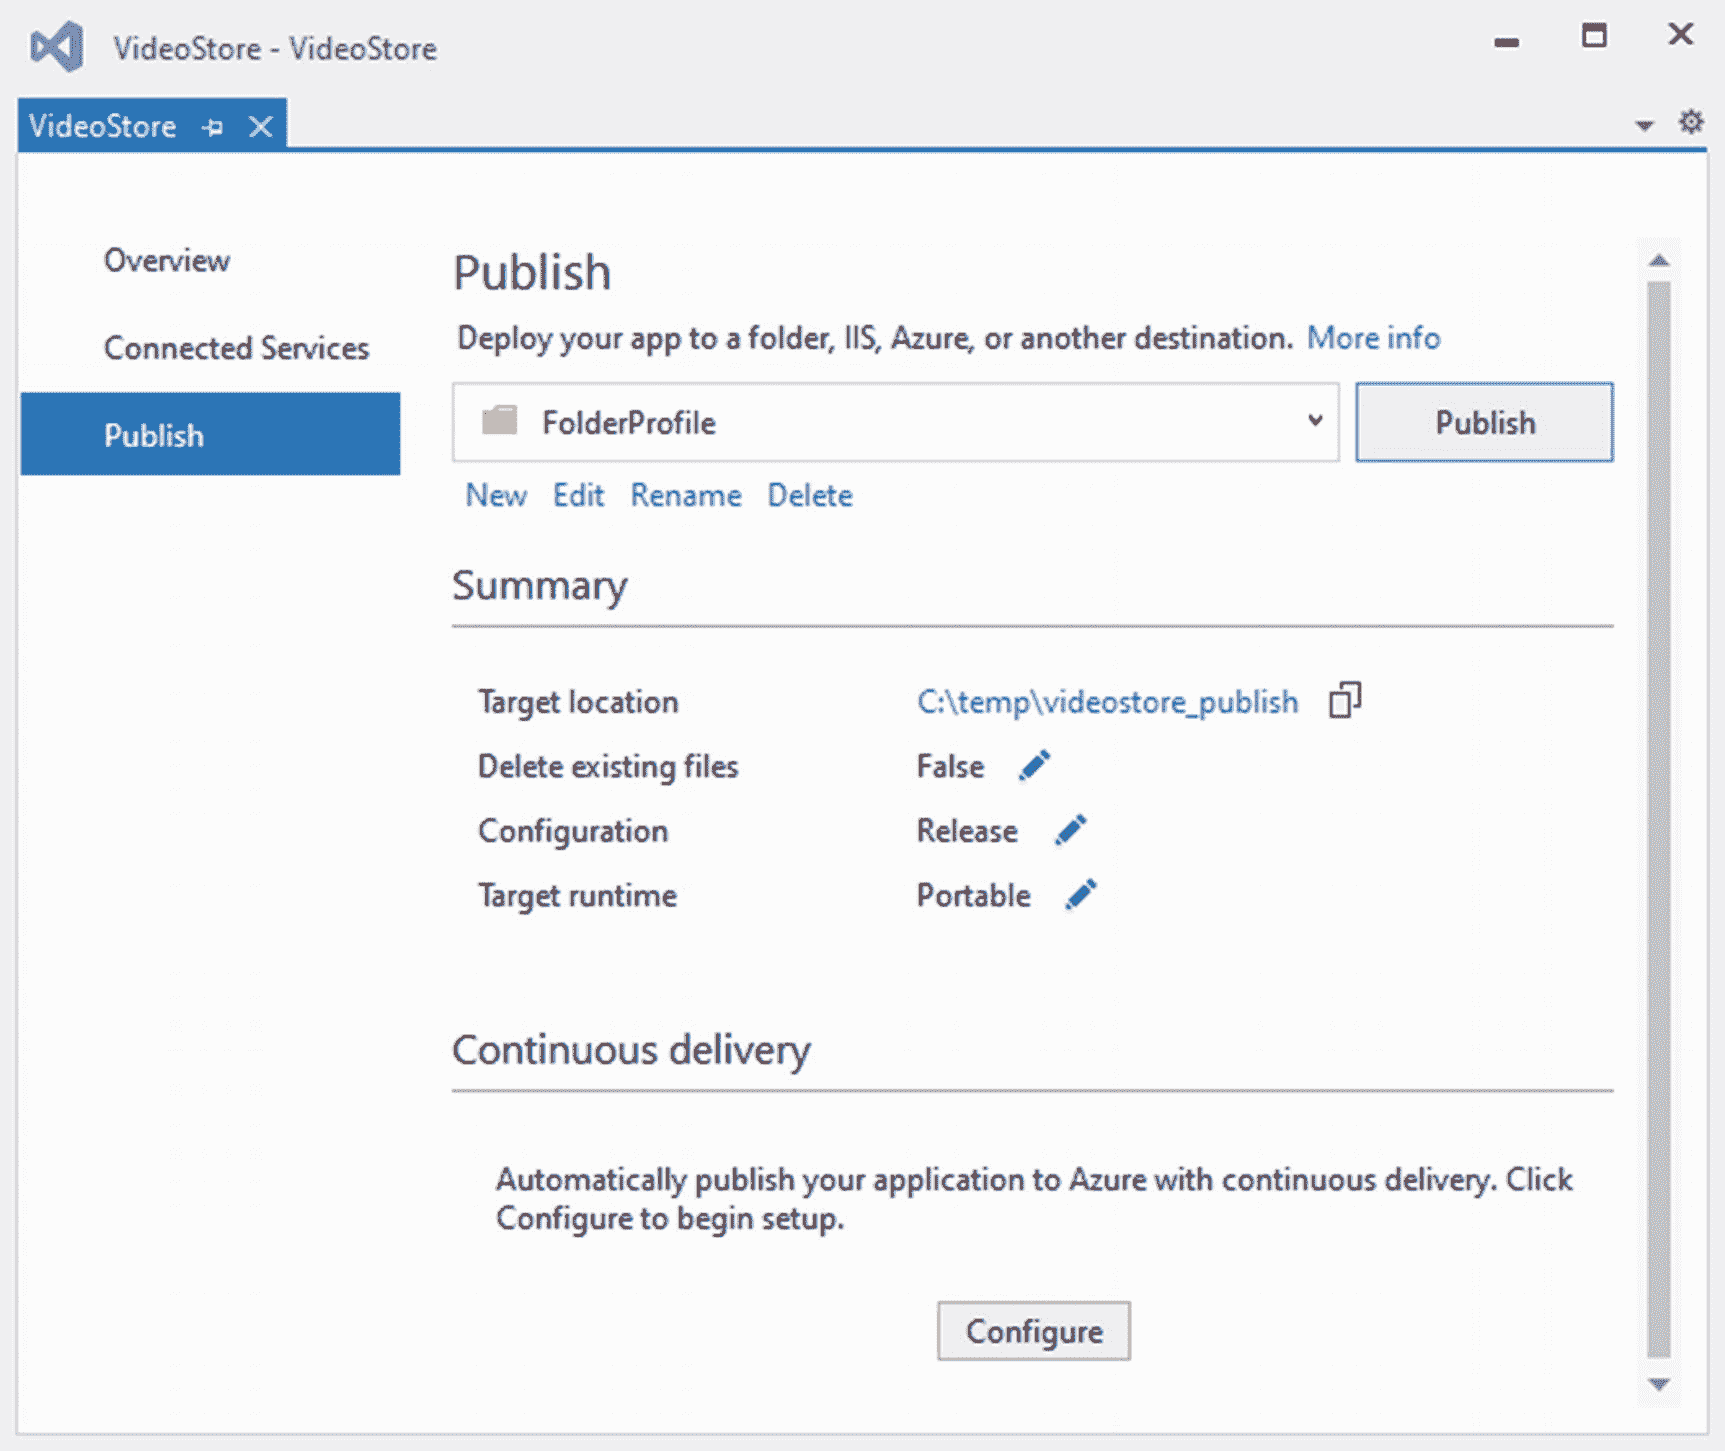 VideoStore - VideoStore
VideoStore
Overview
Connected Services
Publish
Publish
Deploy your app to a folder, IIS, Azure, or another destination. More info
FolderProfile
Publish
New Edit Rename Delete
Summary
Target location C:\temp\videostore_publish
Delete existing files False
Configuration Release
Target runtime Portable
Continuous delivery
Automatically publish your application to Azure with continuous delivery. Click
Configure to begin setup.
Configure